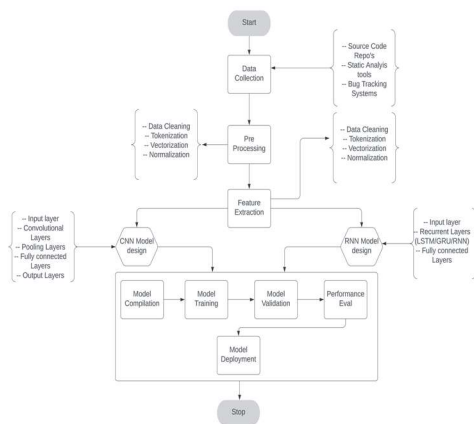 Start
Data
Collection
-- Source Code
Repo's
-- Static Analyis
tools
-- Bug Tracking
Systems
-- Data Cleaning
-- Tokenization
-- Vectorization
-- Normalization
Pre
Processing
-- Data Cleaning
-- Tokenization
-- Vectorization
-- Normalization
Feature
Extraction
-- Input layer
-- Convolutional
Layers
-- Pooling Layers
-- Fully connected
Layers
-- Output Layers
CNN Model
design
RNN Model
design
-- Input layer
-- Recurrent Layers
(LSTM/GRU/RNN)
-- Fully connected
Layers
Model
Compilation
Model
Training
Model
Validation
Performance
Eval
Model
Deployment
Stop